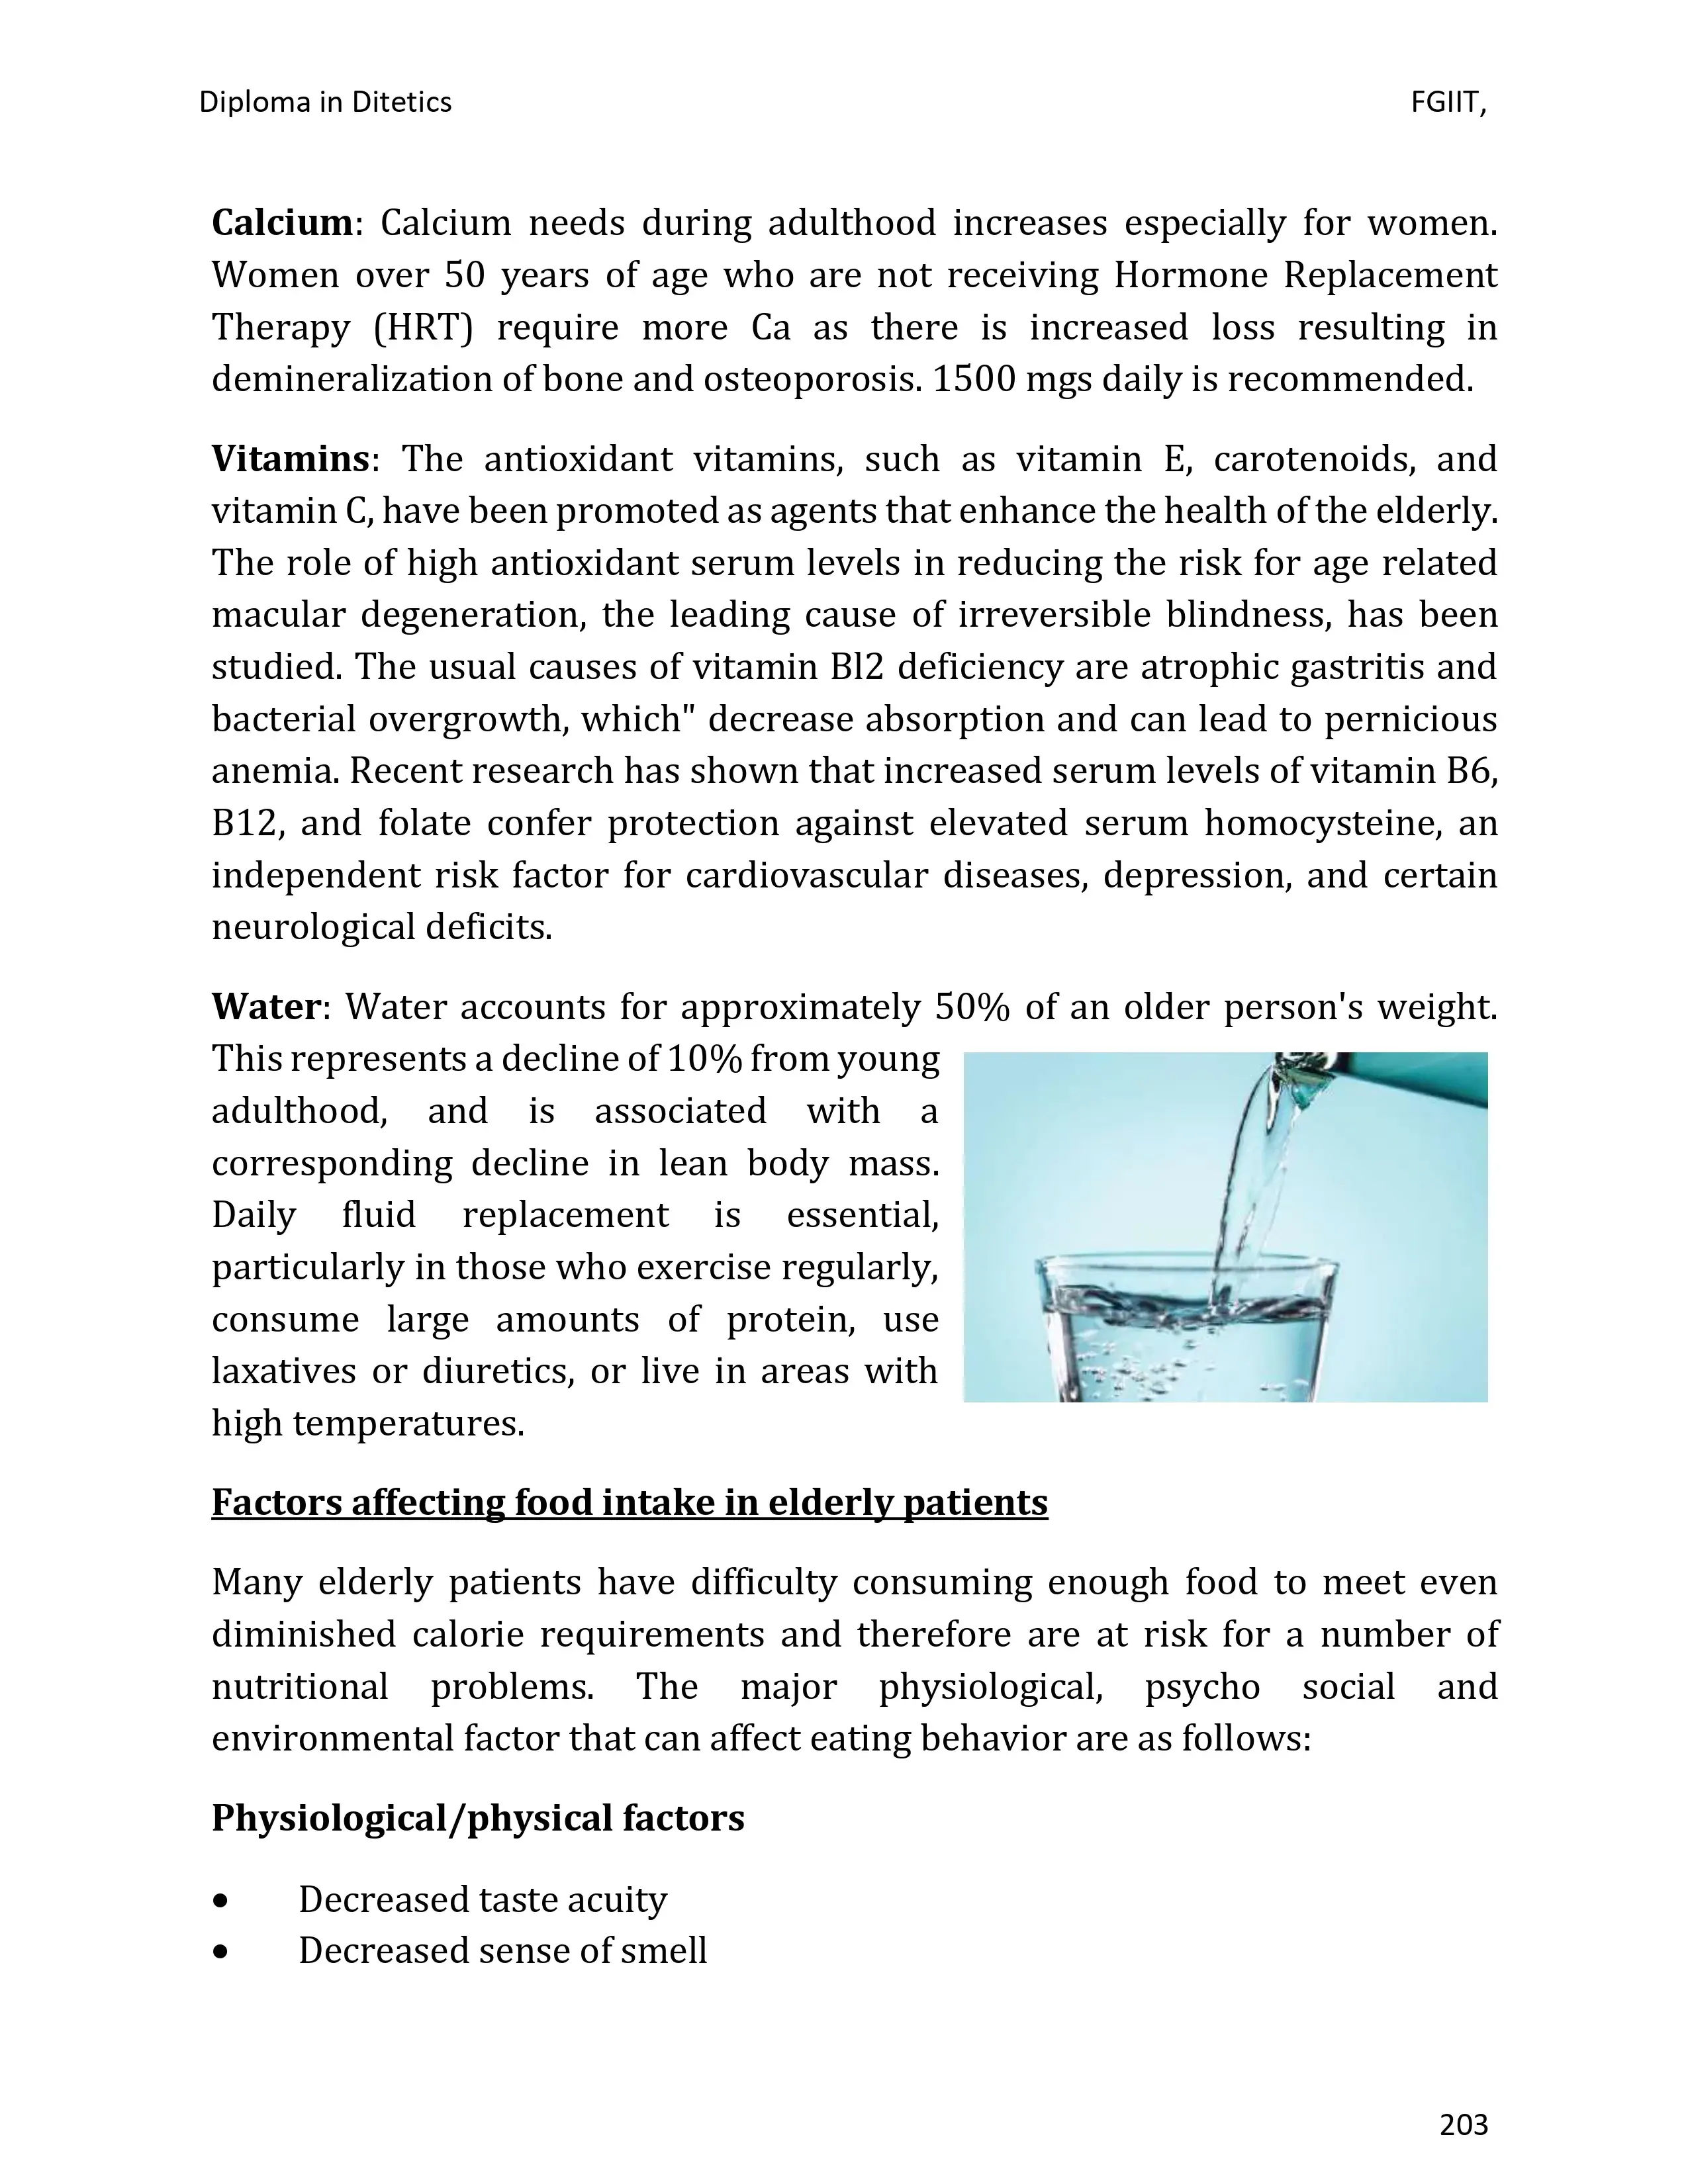 Diploma in Ditetics FGIIT,
Calcium: Calcium needs during adulthood increases especially for women.
Women over 50 years of age who are not receiving Hormone Replacement
Therapy (HRT) require more Ca as there is increased loss resulting in
demineralization of bone and osteoporosis. 1500 mgs daily is recommended.
Vitamins: The antioxidant vitamins, such as vitamin E, carotenoids, and
vitamin C, have been promoted as agents that enhance the health of the elderly.
The role of high antioxidant serum levels in reducing the risk for age related
macular degeneration, the leading cause of irreversible blindness, has been
studied. The usual causes of vitamin Bl2 deficiency are atrophic gastritis and
bacterial overgrowth, which" decrease absorption and can lead to pernicious
anemia. Recent research has shown that increased serum levels of vitamin B6,
B12, and folate confer protection against elevated serum homocysteine, an
independent risk factor for cardiovascular diseases, depression, and certain
neurological deficits.
Water: Water accounts for approximately 50% of an older person's weight.
This represents a decline of 10% from young
adulthood, and is associated with a
corresponding decline in lean body mass.
Daily fluid replacement is essential,
particularly in those who exercise regularly,
consume large amounts of protein, use
laxatives or diuretics, or live in areas with
high temperatures.
Factors affecting food intake in elderly patients
Many elderly patients have difficulty consuming enough food to meet even
diminished calorie requirements and therefore are at risk for a number of
nutritional problems. The major physiological, psycho social and
environmental factor that can affect eating behavior are as follows:
Physiological/physical factors
• Decreased taste acuity
• Decreased sense of smell
203